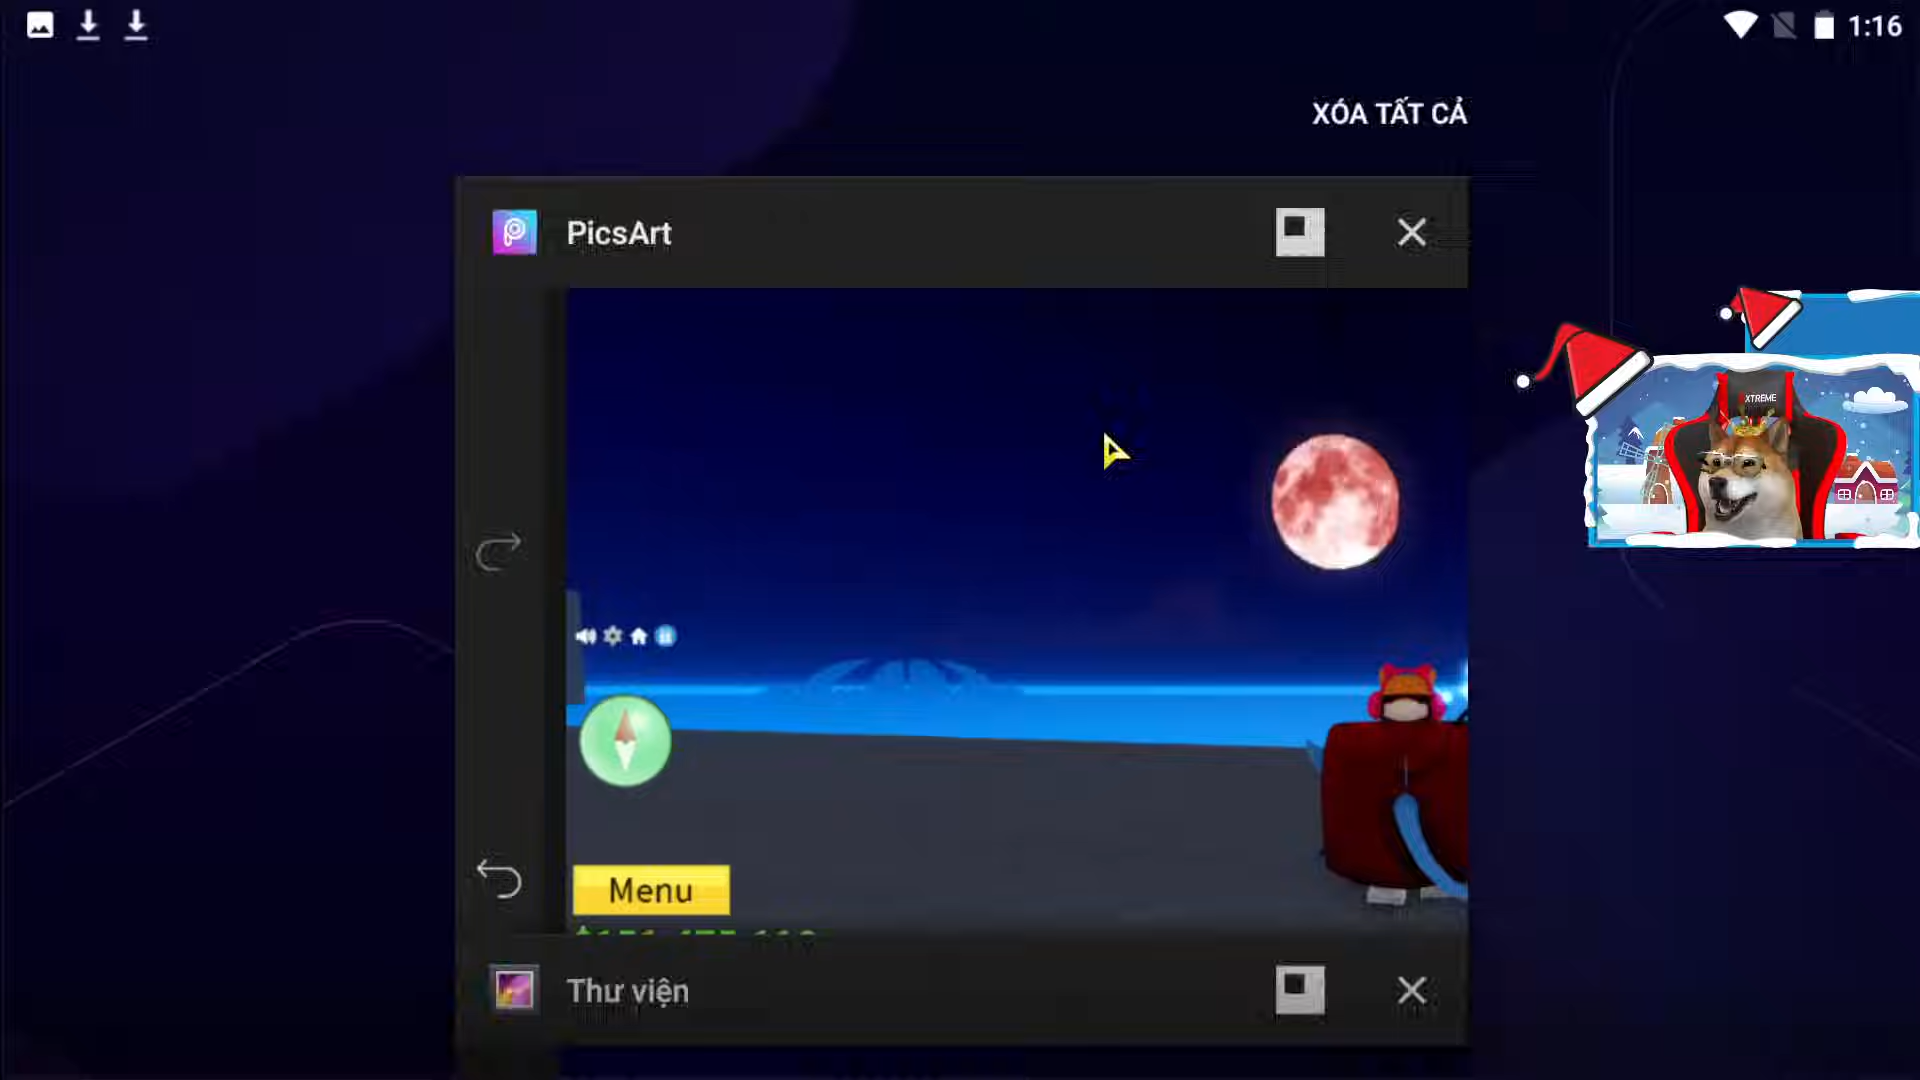 1:16
XÓA TẤT CẢ
PicsArt
XTREME
Menu
Thư viện